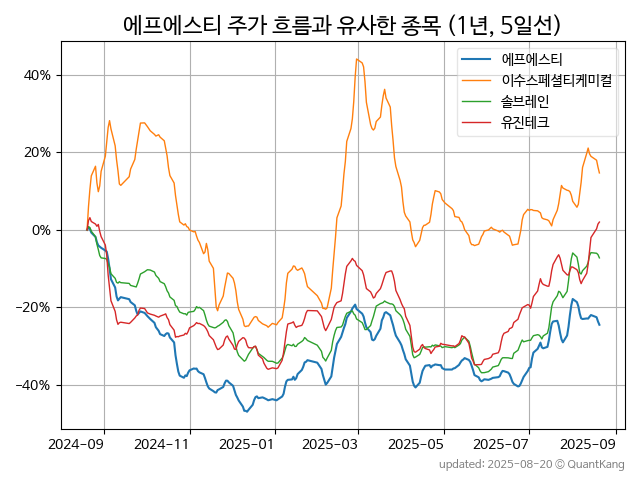 에프에스티 주가 흐름과 유사한 종목 (1년, 5일선)
에프에스티
이수스페셜티케미컬
솔브레인
유진테크
40%
20%
0%
−20%
−40%
2024-09
2024-11
2025-01
2025-03
2025-05
2025-07
2025-09
updated: 2025-08-20 © QuantKang